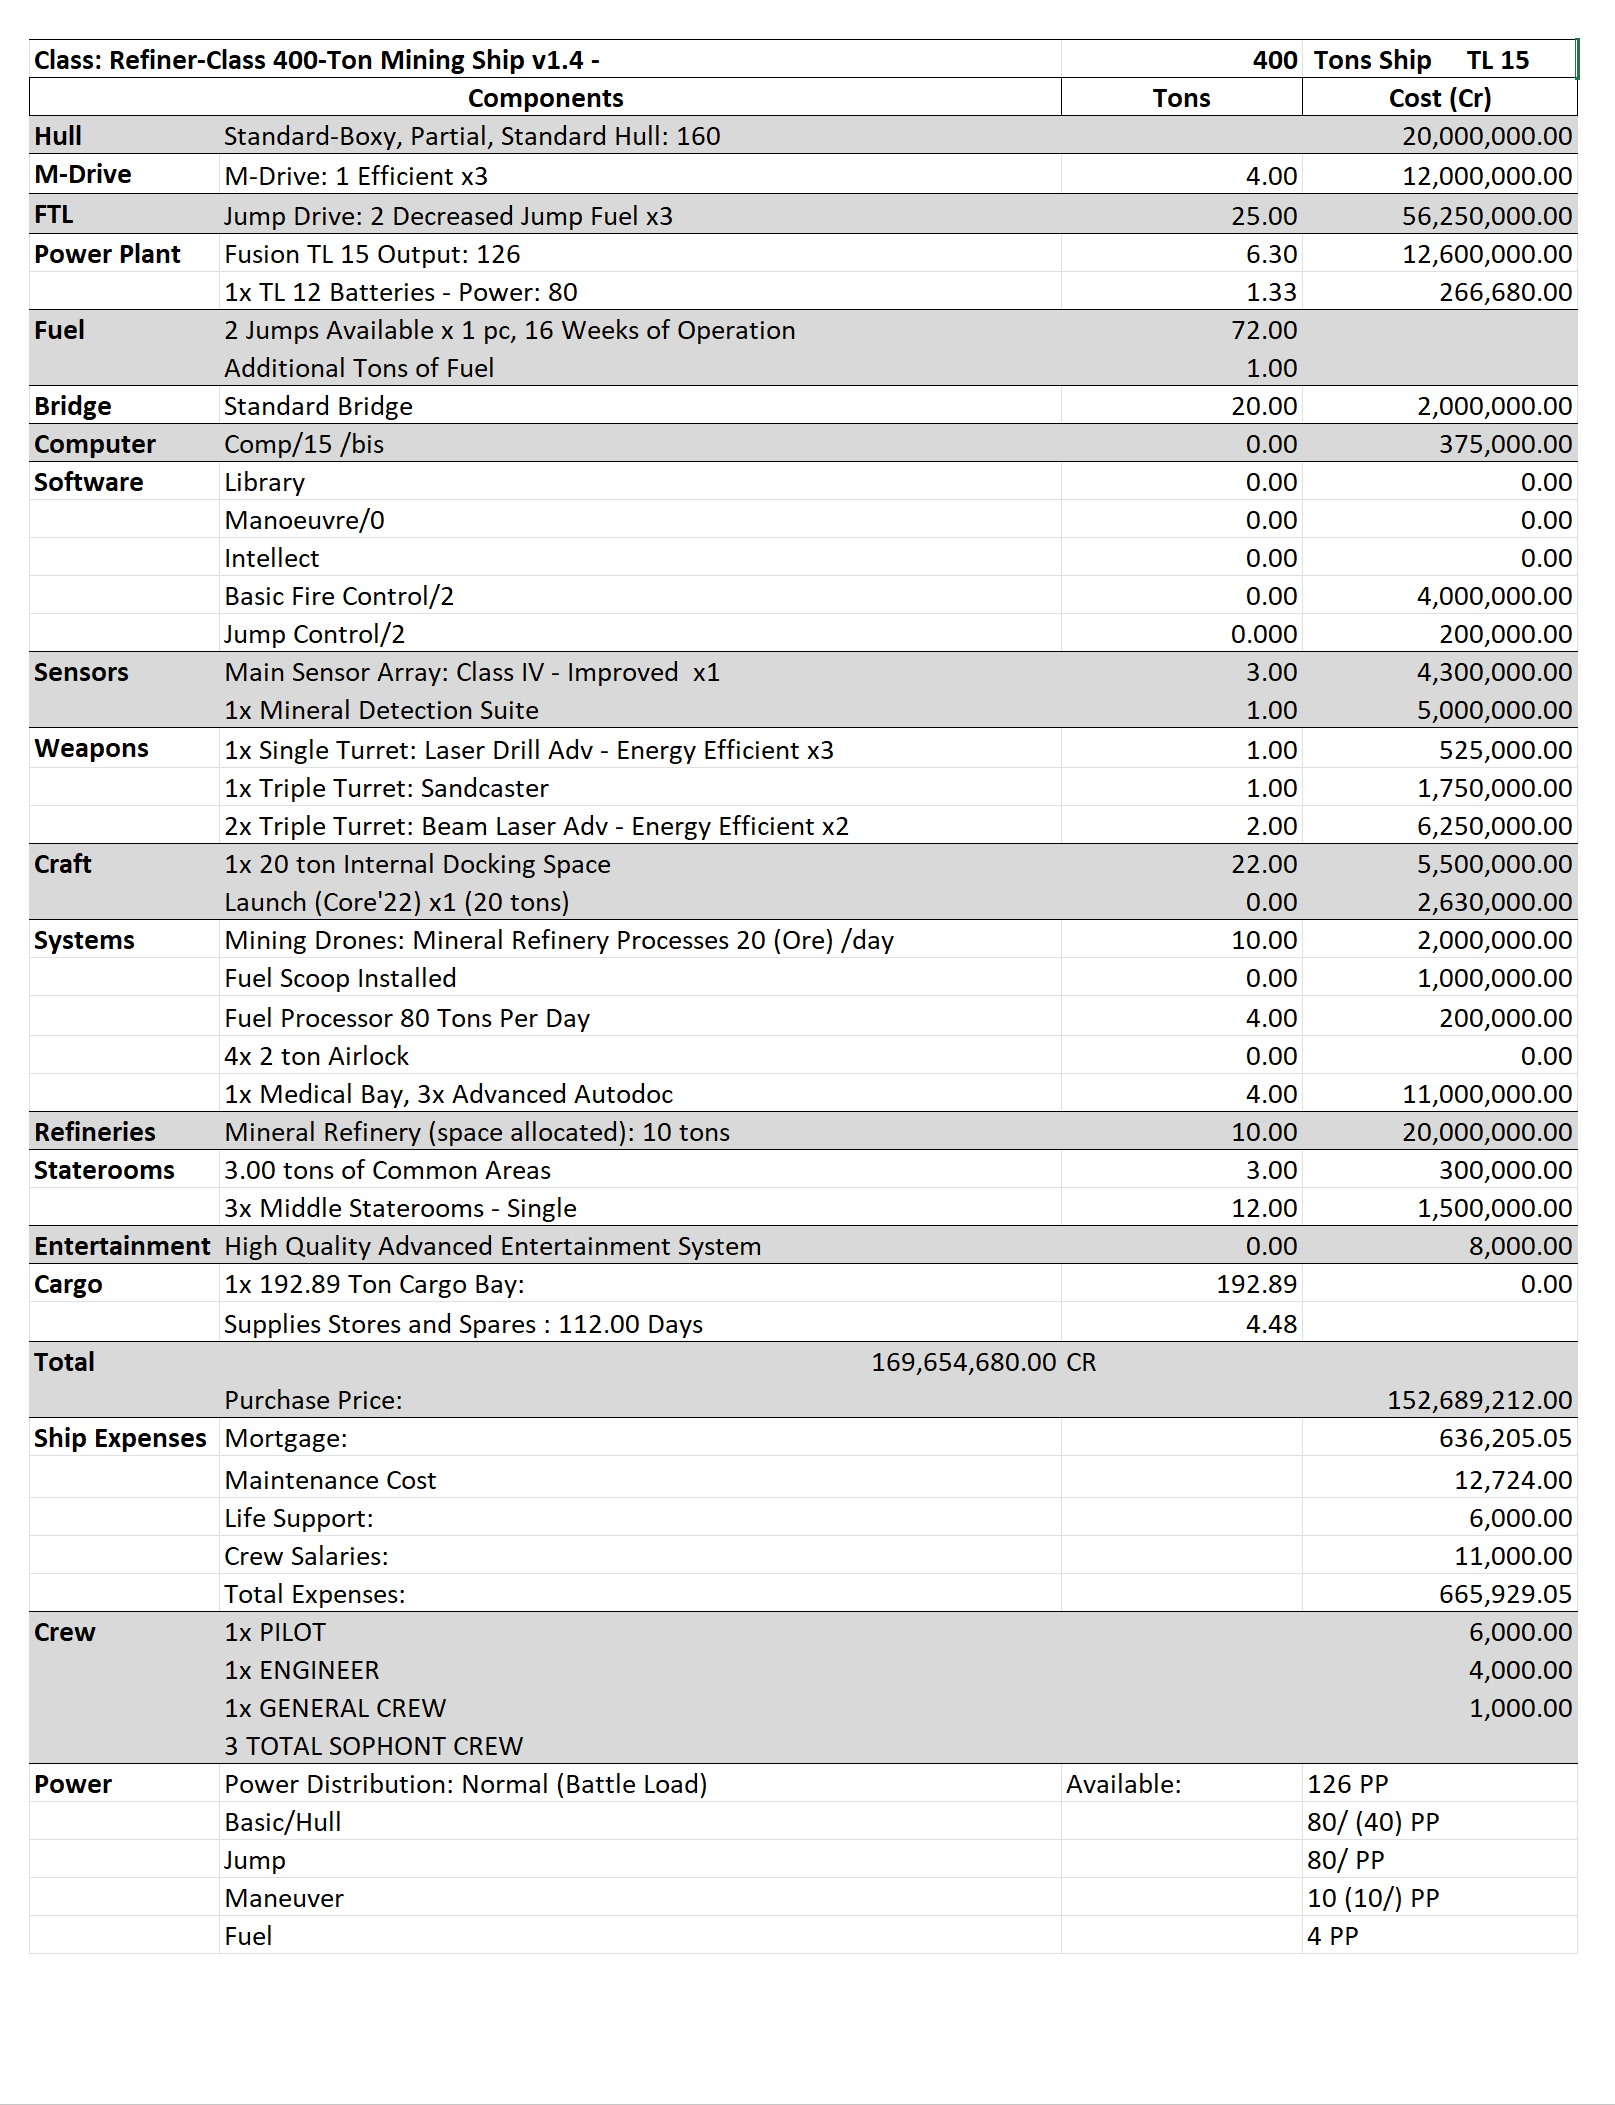 Class: Refiner-Class 400-Ton Mining Ship v1.4 - 400 Tons Ship TL 15
Components Tons Cost (Cr)
Hull Standard-Boxy, Partial, Standard Hull: 160 20,000,000.00
M-Drive M-Drive: 1 Efficient x3 4.00 12,000,000.00
FTL Jump Drive: 2 Decreased Jump Fuel x3 25.00 56,250,000.00
Power Plant Fusion TL 15 Output: 126 6.30 12,600,000.00
1x TL 12 Batteries - Power: 80 1.33 266,680.00
Fuel 2 Jumps Available x 1 pc, 16 Weeks of Operation 72.00
Additional Tons of Fuel 1.00
Bridge Standard Bridge 20.00 2,000,000.00
Computer Comp/15 /bis 0.00 375,000.00
Software Library 0.00 0.00
Manoeuvre/0 0.00 0.00
Intellect 0.00 0.00
Basic Fire Control/2 0.00 4,000,000.00
Jump Control/2 0.000 200,000.00
Sensors Main Sensor Array: Class IV - Improved x1 3.00 4,300,000.00
1x Mineral Detection Suite 1.00 5,000,000.00
Weapons 1x Single Turret: Laser Drill Adv - Energy Efficient x3 1.00 525,000.00
1x Triple Turret: Sandcaster 1.00 1,750,000.00
2x Triple Turret: Beam Laser Adv - Energy Efficient x2 2.00 6,250,000.00
Craft 1x 20 ton Internal Docking Space 22.00 5,500,000.00
Launch (Core'22) x1 (20 tons) 0.00 2,630,000.00
Systems Mining Drones: Mineral Refinery Processes 20 (Ore) /day 10.00 2,000,000.00
Fuel Scoop Installed 0.00 1,000,000.00
Fuel Processor 80 Tons Per Day 4.00 200,000.00
4x 2 ton Airlock 0.00 0.00
1x Medical Bay, 3x Advanced Autodoc 4.00 11,000,000.00
Refineries Mineral Refinery (space allocated): 10 tons 10.00 20,000,000.00
Staterooms 3.00 tons of Common Areas 3.00 300,000.00
3x Middle Staterooms - Single 12.00 1,500,000.00
Entertainment High Quality Advanced Entertainment System 0.00 8,000.00
Cargo 1x 192.89 Ton Cargo Bay: 192.89 0.00
Supplies Stores and Spares : 112.00 Days 4.48
Total 169,654,680.00 CR
Purchase Price: 152,689,212.00
Ship Expenses Mortgage: 636,205.05
Maintenance Cost 12,724.00
Life Support: 6,000.00
Crew Salaries: 11,000.00
Total Expenses: 665,929.05
Crew 1x PILOT 6,000.00
1x ENGINEER 4,000.00
1x GENERAL CREW 1,000.00
3 TOTAL SOPHONT CREW
Power Power Distribution: Normal (Battle Load) Available: 126 PP
Basic/Hull 80/ (40) PP
Jump 80/ PP
Maneuver 10 (10/) PP
Fuel 4 PP